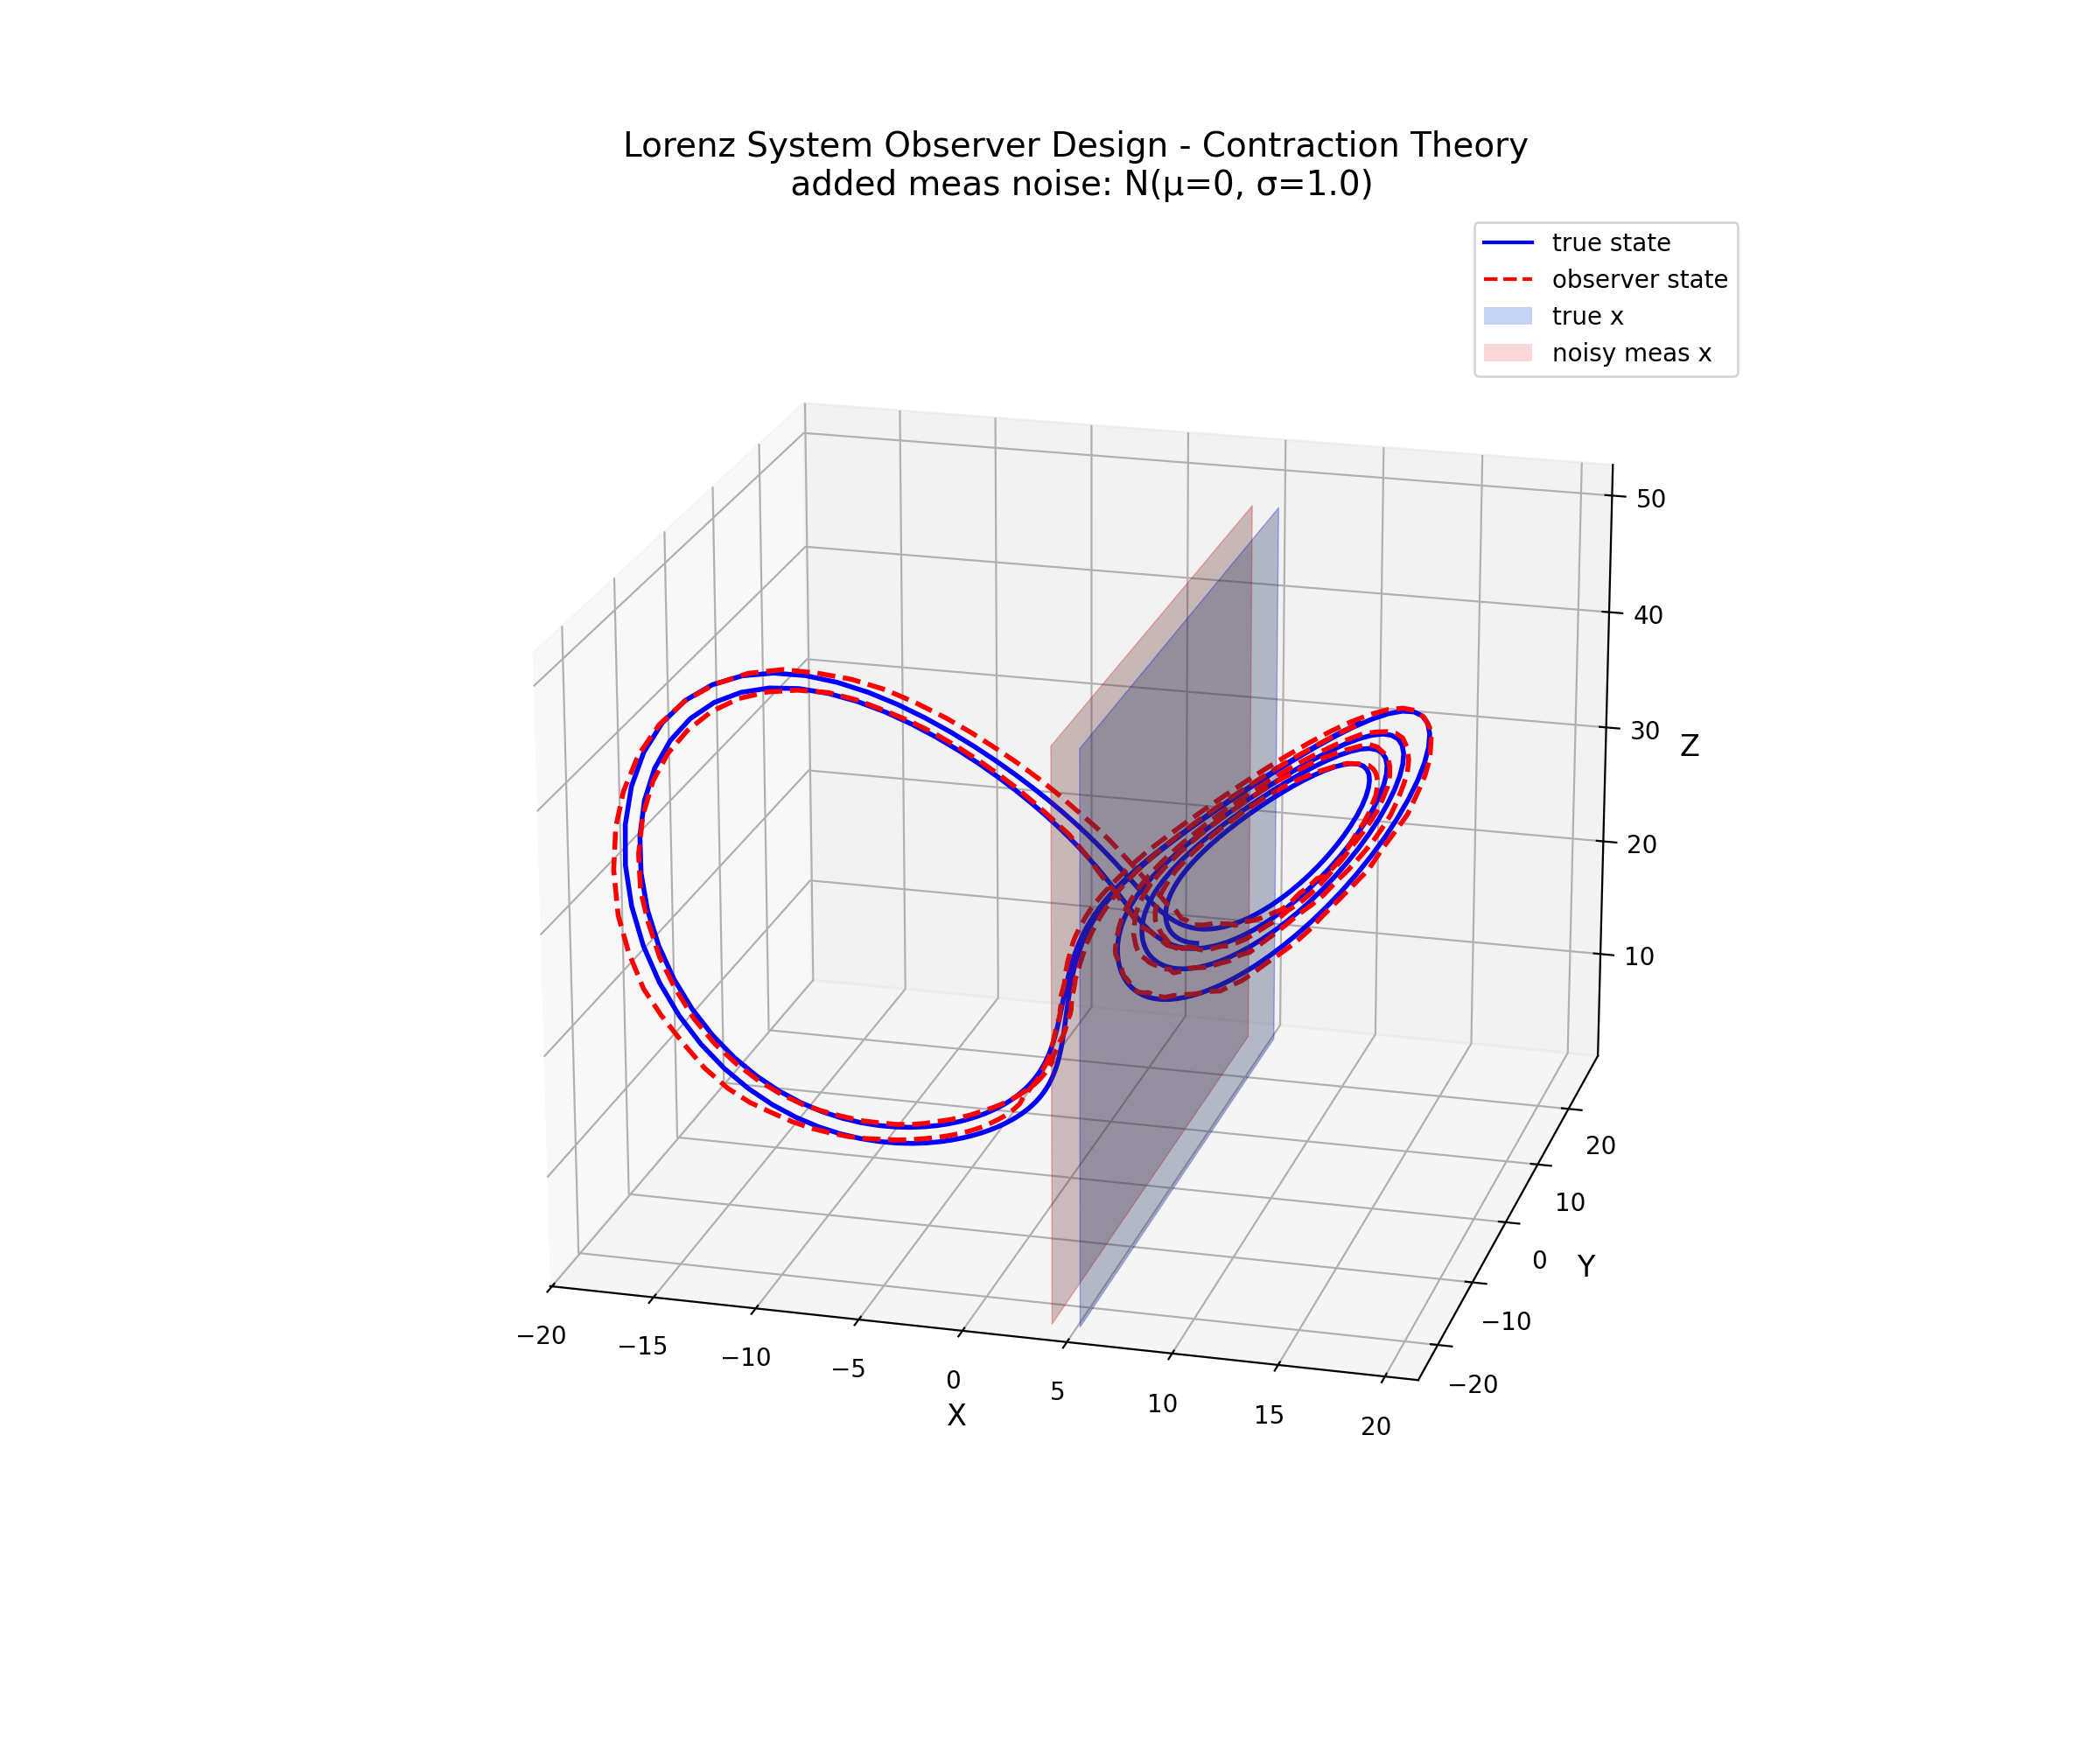 Lorenz System Observer Design - Contraction Theory
added meas noise: N(μ=0, σ=1.0)
true state
observer state
true x
noisy meas x
50
40
30
Z
20
10
20
10
0
Y
−10
−20
−20
−15
−10
−5
0
5
10
15
20
X